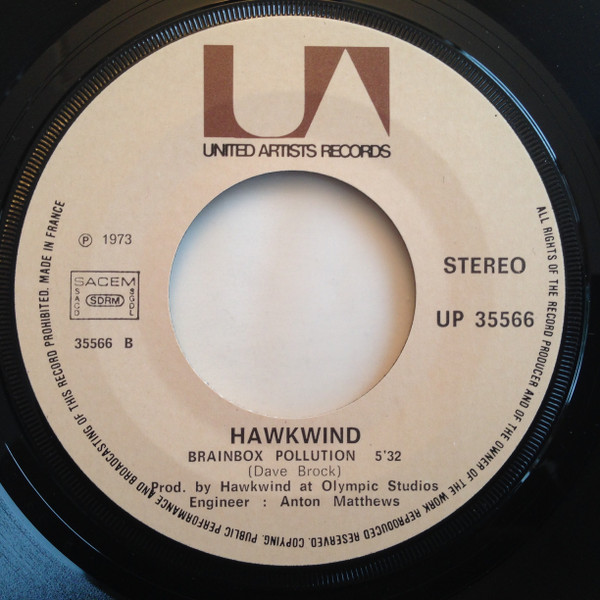 UA
UNITED ARTISTS RECORDS
Ⓟ 1973
SACEM
SACD
SDRM
SGDL
35566 B
STEREO
UP 35566
HAWKWIND
BRAINBOX POLLUTION 5'32
(Dave Brock)
Prod. by Hawkwind at Olympic Studios
Engineer : Anton Matthews
ALL RIGHTS OF THE RECORD PRODUCER AND OF THE OWNER OF THE WORK REPRODUCED RESERVED. COPYING, PUBLIC PERFORMANCE AND BROADCASTING OF THIS RECORD PROHIBITED. MADE IN FRANCE